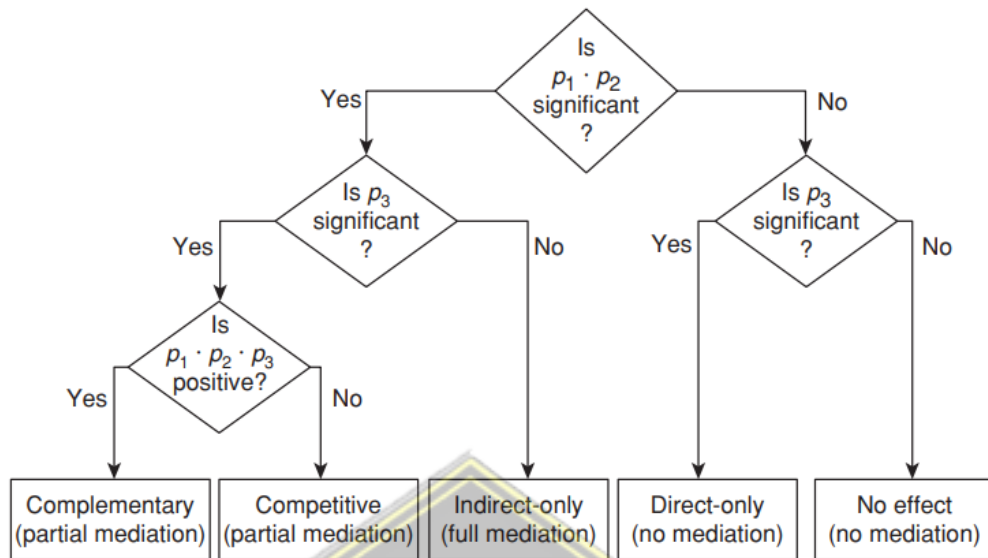 Is
p₁ · p₂
significant
?
Yes
No
Is p₃
significant
?
Yes
No
Is p₃
significant
?
Yes
No
Is
p₁ · p₂ · p₃
positive?
Yes
No
Complementary
(partial mediation)
Competitive
(partial mediation)
Indirect-only
(full mediation)
Direct-only
(no mediation)
No effect
(no mediation)